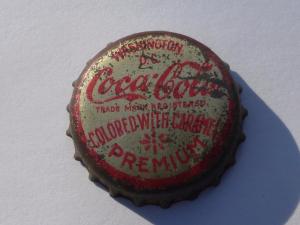 WASHINGTON
D.C.
Coca-Cola
TRADE MARK REGISTERED
COLORED WITH CARAMEL
PREMIUM